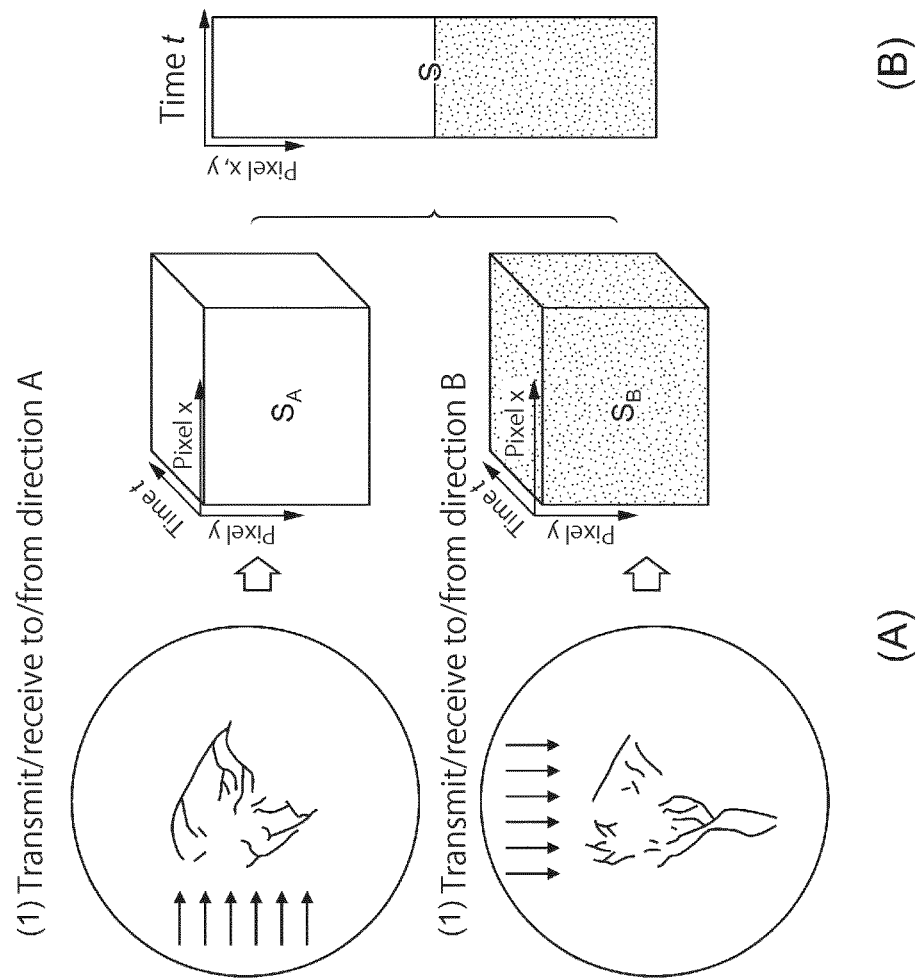 (1) Transmit/receive to/from direction A
Time t
Pixel x
Pixel y
S_A
(1) Transmit/receive to/from direction B
Time t
Pixel x
Pixel y
S_B
(A)
Time t
Pixel x, y
S
(B)